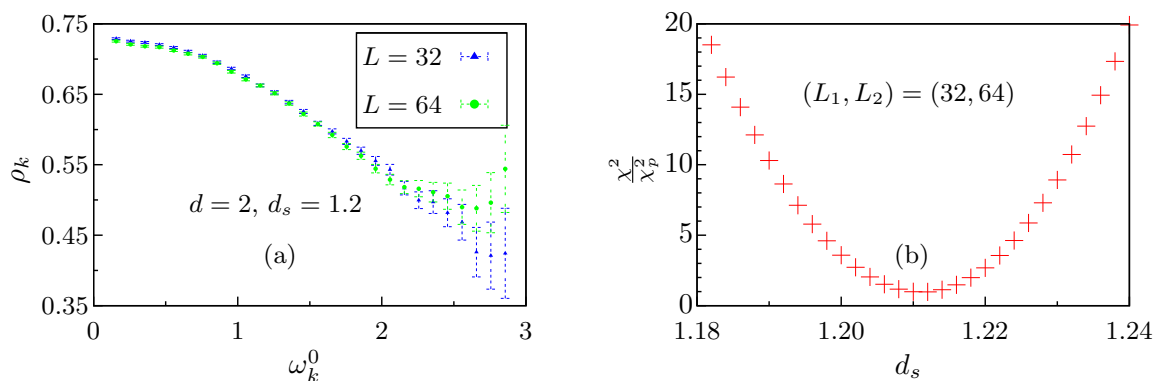 0.75
0.65
0.55
0.45
0.35
ρ_k
L = 32
L = 64
d = 2, d_s = 1.2
(a)
0 1 2 3
ω_k^0
20
15
10
5
0
χ^2/χ_p^2
(L_1, L_2) = (32, 64)
(b)
1.18 1.20 1.22 1.24
d_s